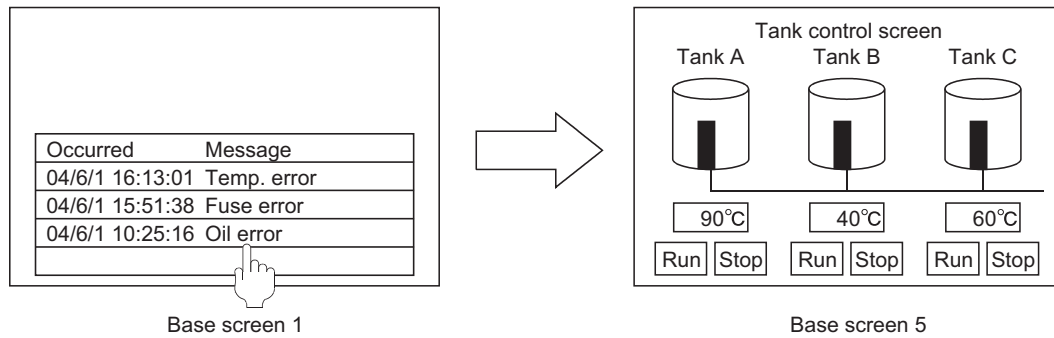 Occurred Message
04/6/1 16:13:01 Temp. error
04/6/1 15:51:38 Fuse error
04/6/1 10:25:16 Oil error
Base screen 1
Tank control screen
Tank A Tank B Tank C
90℃ 40℃ 60℃
Run Stop Run Stop Run Stop
Base screen 5